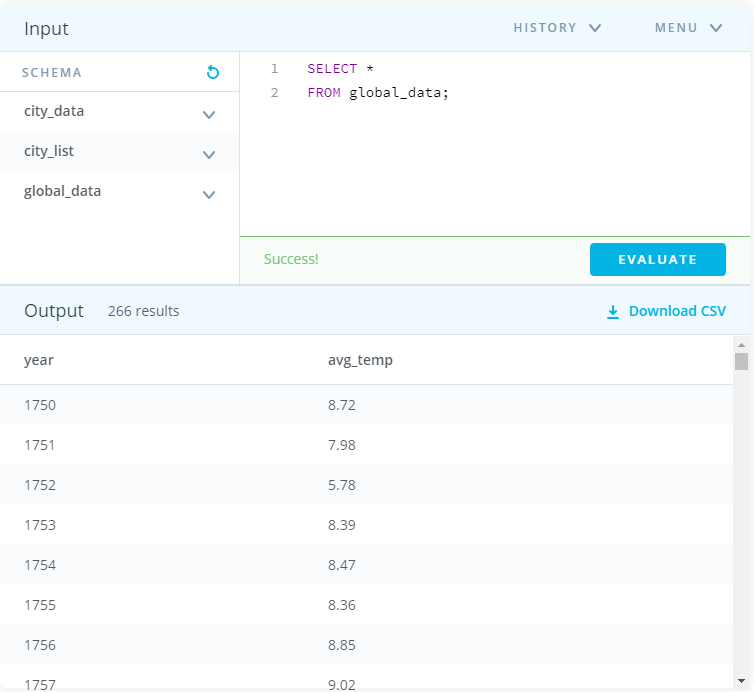 Input HISTORY MENU
SCHEMA
city_data
city_list
global_data
1 SELECT *
2 FROM global_data;
Success! EVALUATE
Output 266 results Download CSV
year avg_temp
1750 8.72
1751 7.98
1752 5.78
1753 8.39
1754 8.47
1755 8.36
1756 8.85
1757 9.02